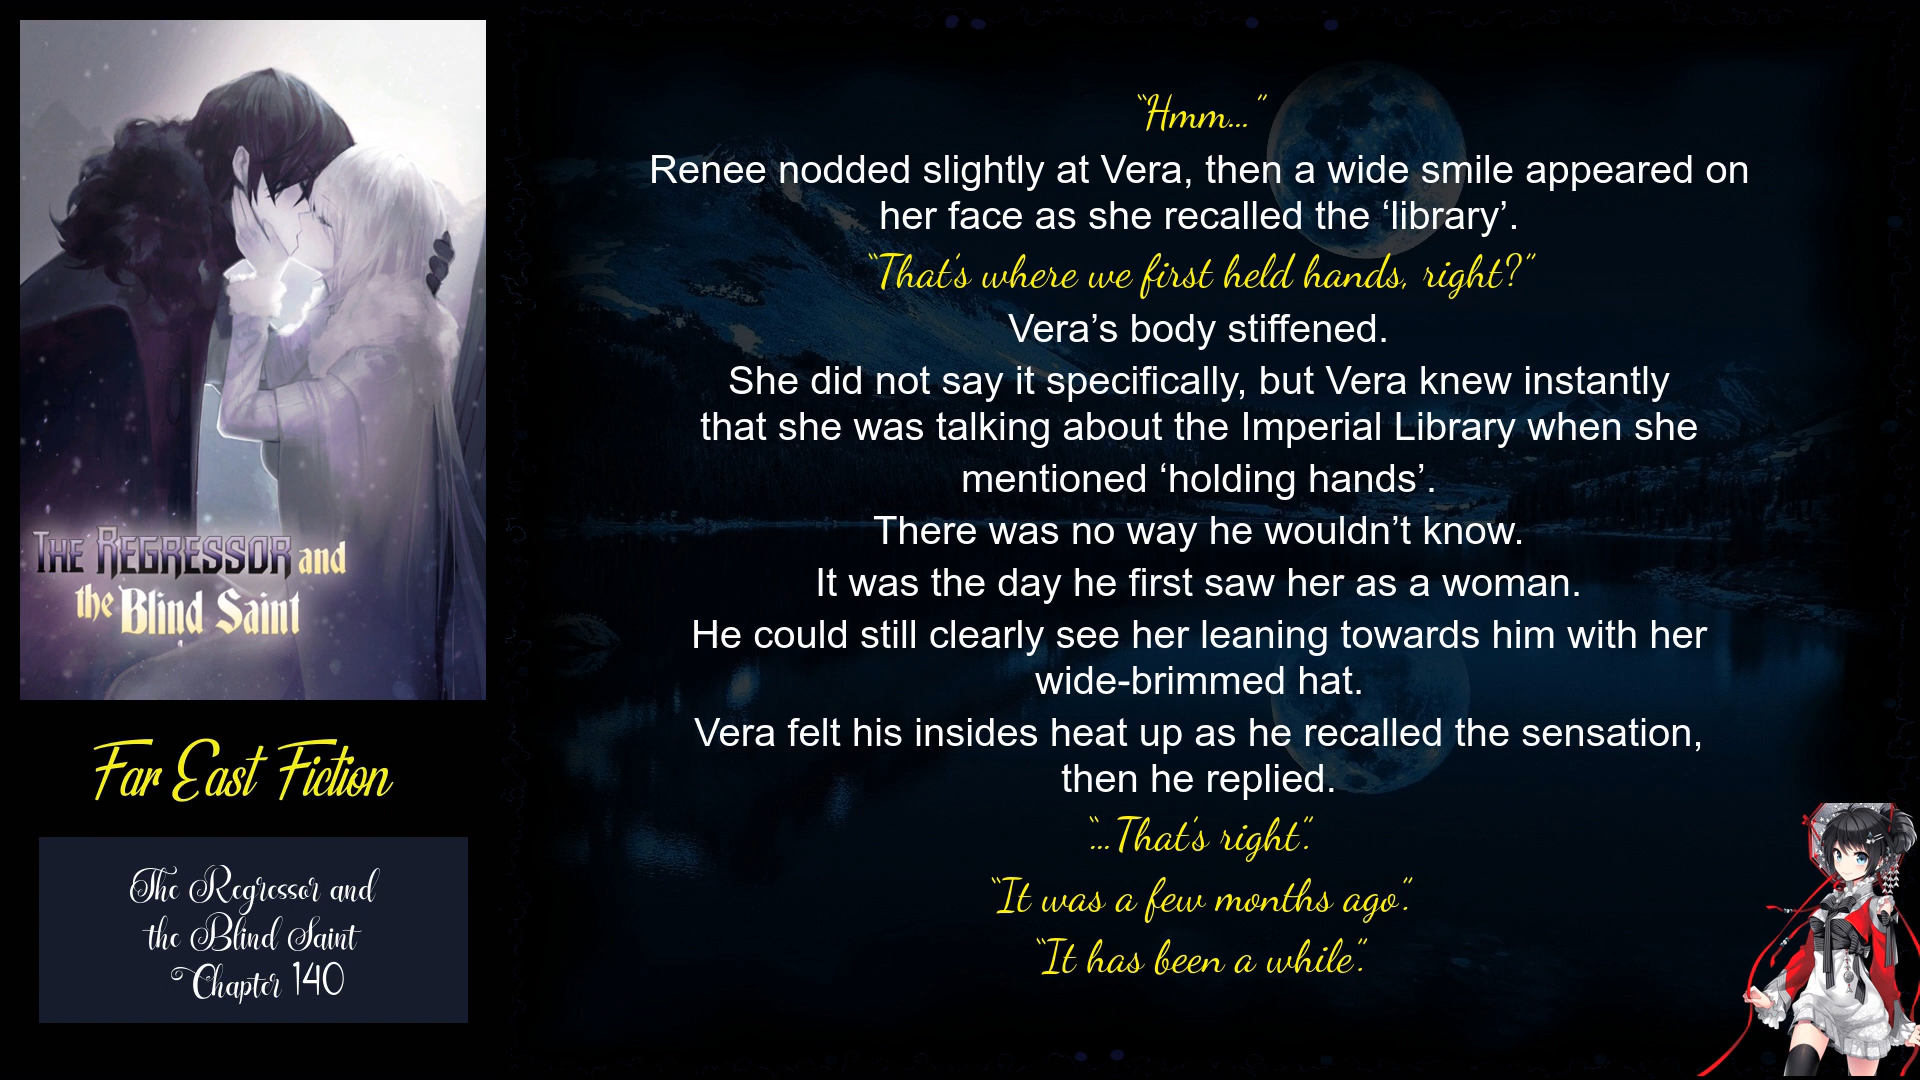 THE REGRESSOR and
the Blind Saint
Far East Fiction
The Regressor and
the Blind Saint
Chapter 140
“Hmm…”
Renee nodded slightly at Vera, then a wide smile appeared on
her face as she recalled the ‘library’.
“That’s where we first held hands, right?”
Vera’s body stiffened.
She did not say it specifically, but Vera knew instantly
that she was talking about the Imperial Library when she
mentioned ‘holding hands’.
There was no way he wouldn’t know.
It was the day he first saw her as a woman.
He could still clearly see her leaning towards him with her
wide-brimmed hat.
Vera felt his insides heat up as he recalled the sensation,
then he replied.
“…That’s right”.
“It was a few months ago”.
“It has been a while”.